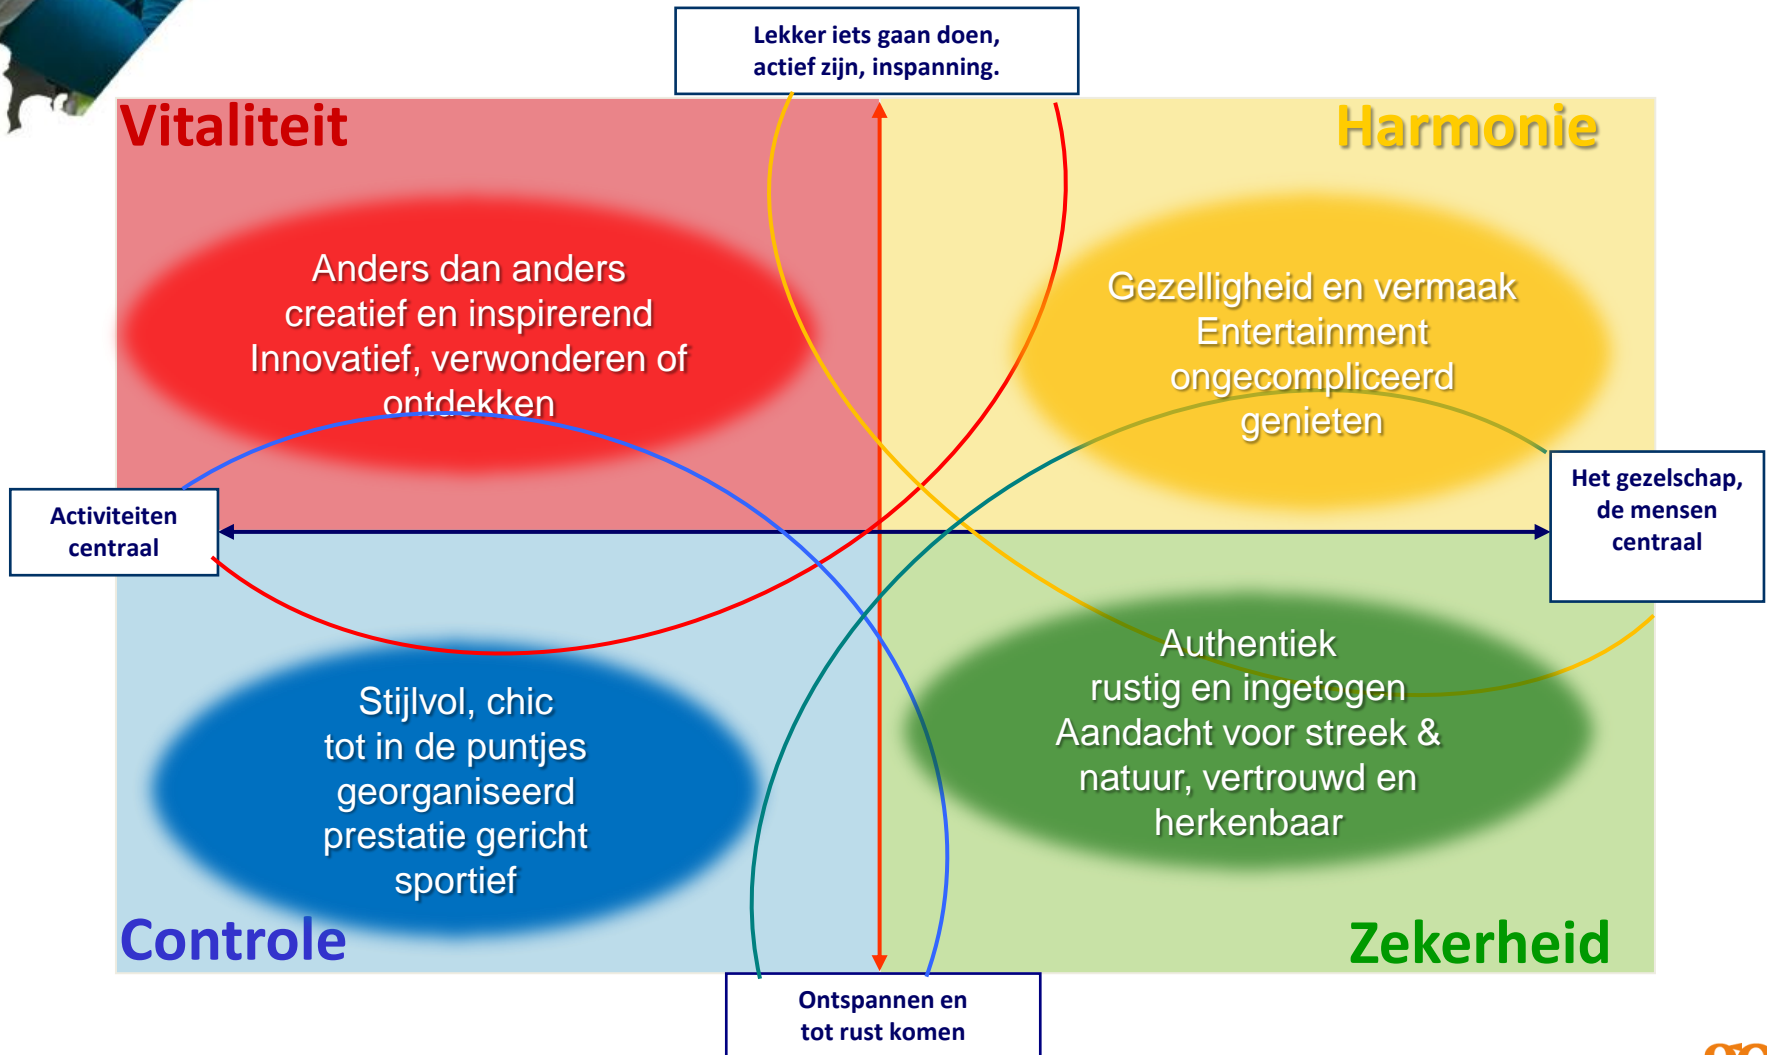 Lekker iets gaan doen,
actief zijn, inspanning.
Vitaliteit
Harmonie
Anders dan anders
creatief en inspirerend
Innovatief, verwonderen of
ontdekken
Gezelligheid en vermaak
Entertainment
ongecompliceerd
genieten
Activiteiten
centraal
Het gezelschap,
de mensen
centraal
Stijlvol, chic
tot in de puntjes
georganiseerd
prestatie gericht
sportief
Authentiek
rustig en ingetogen
Aandacht voor streek &
natuur, vertrouwd en
herkenbaar
Controle
Zekerheid
Ontspannen en
tot rust komen